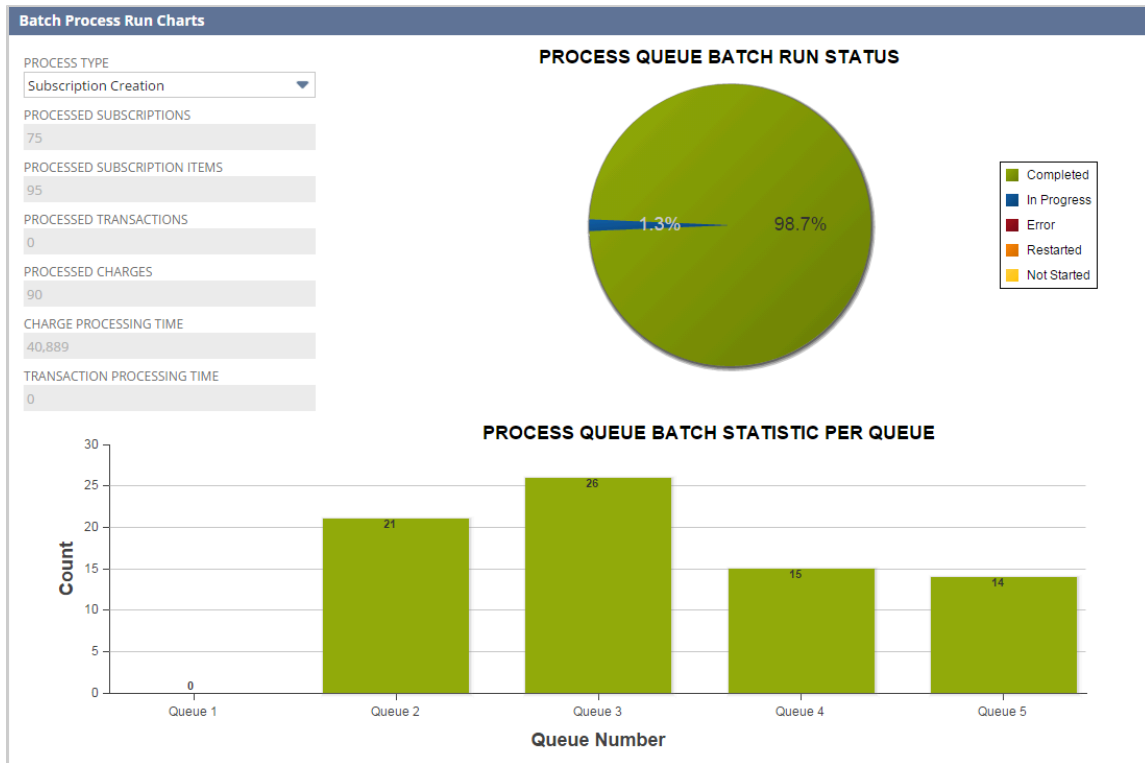 Batch Process Run Charts
PROCESS TYPE
Subscription Creation
PROCESSED SUBSCRIPTIONS
75
PROCESSED SUBSCRIPTION ITEMS
95
PROCESSED TRANSACTIONS
0
PROCESSED CHARGES
90
CHARGE PROCESSING TIME
40,889
TRANSACTION PROCESSING TIME
0
PROCESS QUEUE BATCH RUN STATUS
1.3%
98.7%
Completed
In Progress
Error
Restarted
Not Started
PROCESS QUEUE BATCH STATISTIC PER QUEUE
Count
30
25
20
15
10
5
0
0
21
26
15
14
Queue 1
Queue 2
Queue 3
Queue 4
Queue 5
Queue Number